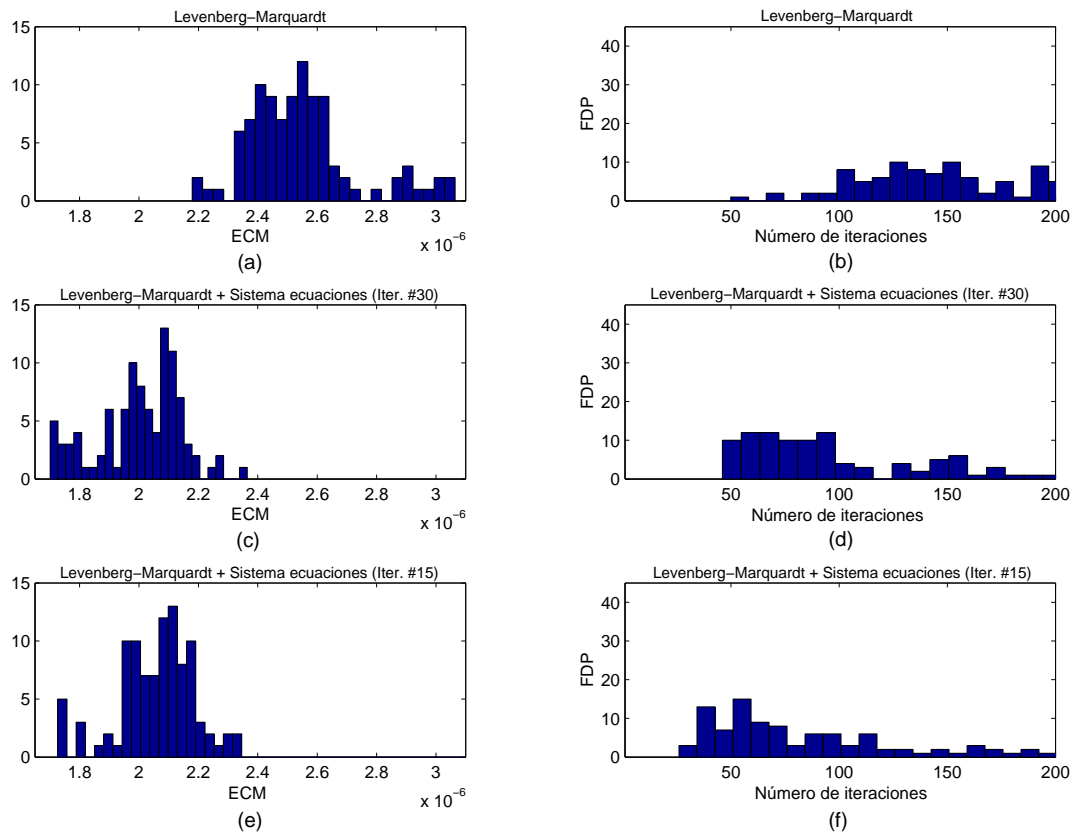 Levenberg−Marquardt
15
10
5
0
1.8 2 2.2 2.4 2.6 2.8 3
x 10⁻⁶
ECM
(a)
Levenberg−Marquardt
40
30
20
10
0
FDP
50 100 150 200
Número de iteraciones
(b)
Levenberg−Marquardt + Sistema ecuaciones (Iter. #30)
15
10
5
0
1.8 2 2.2 2.4 2.6 2.8 3
x 10⁻⁶
ECM
(c)
Levenberg−Marquardt + Sistema ecuaciones (Iter. #30)
40
30
20
10
0
FDP
50 100 150 200
Número de iteraciones
(d)
Levenberg−Marquardt + Sistema ecuaciones (Iter. #15)
15
10
5
0
1.8 2 2.2 2.4 2.6 2.8 3
x 10⁻⁶
ECM
(e)
Levenberg−Marquardt + Sistema ecuaciones (Iter. #15)
40
30
20
10
0
FDP
50 100 150 200
Número de iteraciones
(f)